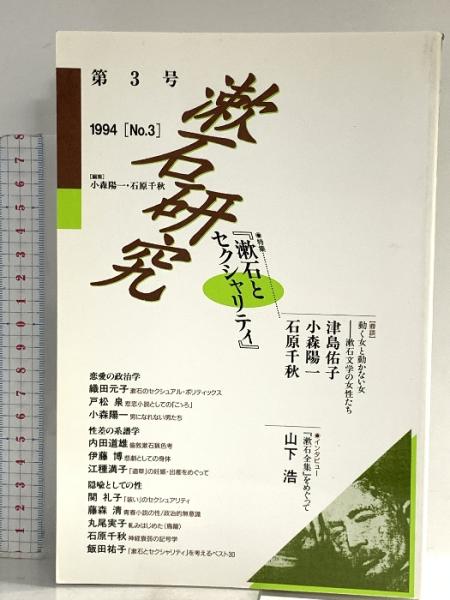 第3号
1994［No.3］
［編集］
小森陽一・石原千秋
漱石研究
◉特集
『漱石と
セクシャリティ』
［鼎談］
動く女と動かない女
――漱石文学の女性たち
津島佑子
小森陽一
石原千秋
◉インタビュー
『漱石全集』をめぐって
山下 浩
恋愛の政治学
織田元子 漱石のセクシュアル・ポリティックス
戸松 泉 悲恋小説としての「こゝろ」
小森陽一 男になれない男たち
性差の系譜学
内田道雄 倫敦漱石猟色考
伊藤 博 悲劇としての身体
江種満子 「道草」の妊娠・出産をめぐって
隠喩としての性
関 礼子 「装い」のセクシュアリティ
藤森 清 青春小説の性/政治的無意識
丸尾実子 軋みはじめた〈鳥籠〉
石原千秋 神経衰弱の記号学
飯田祐子 「漱石とセクシャリティ」を考えるベスト30